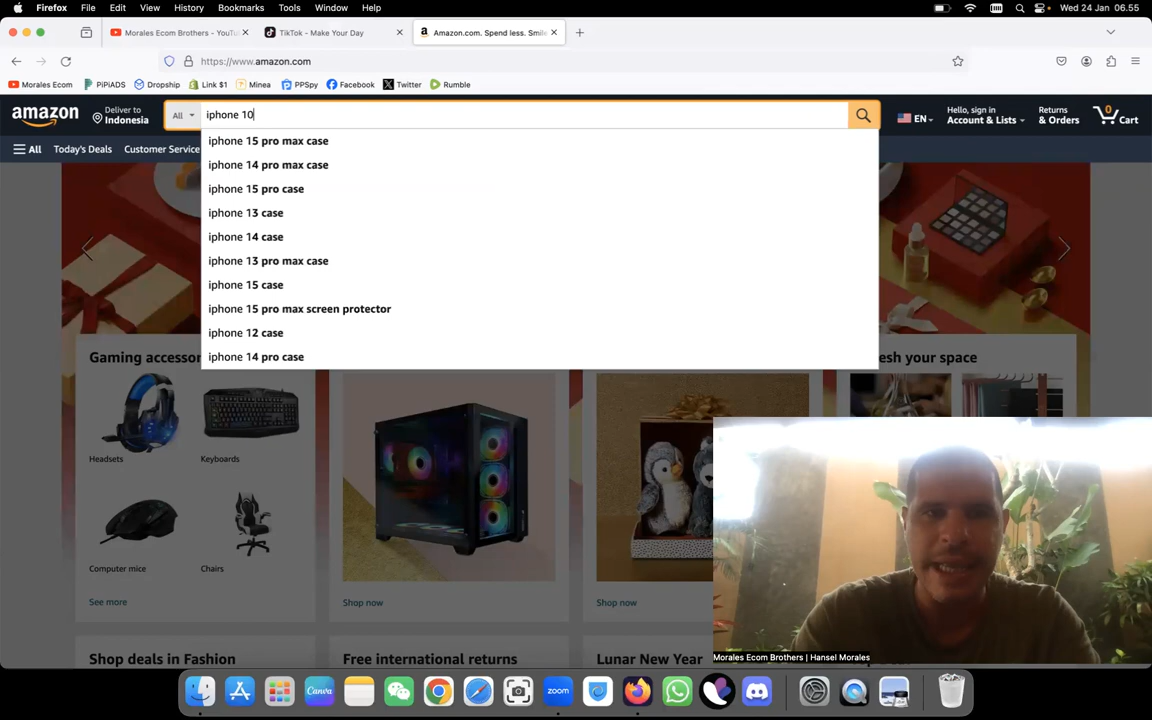 Firefox File Edit View History Bookmarks Tools Window Help Wed 24 Jan 06.55
Morales Ecom Brothers - YouTu TikTok - Make Your Day Amazon.com. Spend less. Smile
https://www.amazon.com
Morales Ecom PiPiADS Dropship Link $1 Minea PPSpy Facebook Twitter Rumble
amazon
Deliver to
Indonesia
All
iphone 10
EN
Hello, sign in
Account & Lists
Returns
& Orders
0
Cart
All Today's Deals Customer Service
iphone 15 pro max case
iphone 14 pro max case
iphone 15 pro case
iphone 13 case
iphone 14 case
iphone 13 pro max case
iphone 15 case
iphone 15 pro max screen protector
iphone 12 case
iphone 14 pro case
Gaming accessor
esh your space
Headsets
Keyboards
Computer mice
Chairs
See more
Shop now
Shop now
Shop deals in Fashion
Free international returns
Lunar New Year
Morales Ecom Brothers | Hansel Morales
Canva
zoom